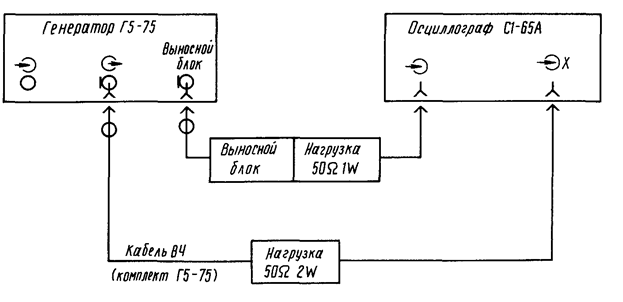 Генератор Г5-75
Выносной
блок
Осциллограф С1-65А
X
Выносной
блок
Нагрузка
50Ω 1W
Кабель ВЧ
(комплект Г5-75)
Нагрузка
50Ω 2W